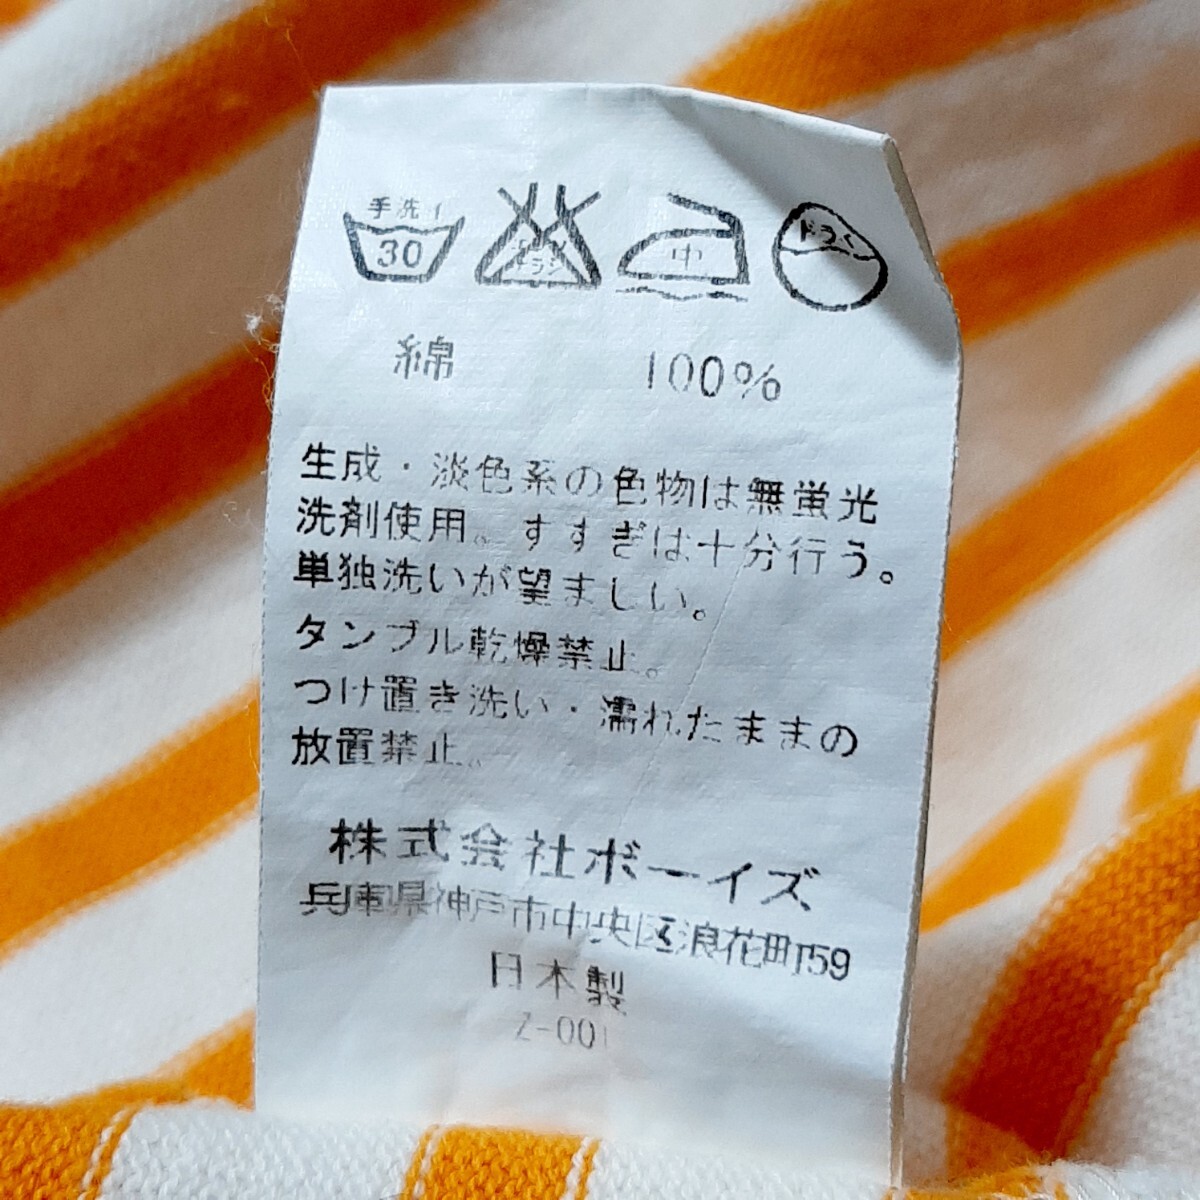 手洗イ
30
中
ドライ
綿 100%
生成・淡色系の色物は無蛍光
洗剤使用。すすぎは十分行う。
単独洗いが望ましい。
タンブル乾燥禁止。
つけ置き洗い・濡れたままの
放置禁止。
株式会社ボーイズ
兵庫県神戸市中央区浪花町59
日本製
Z-001